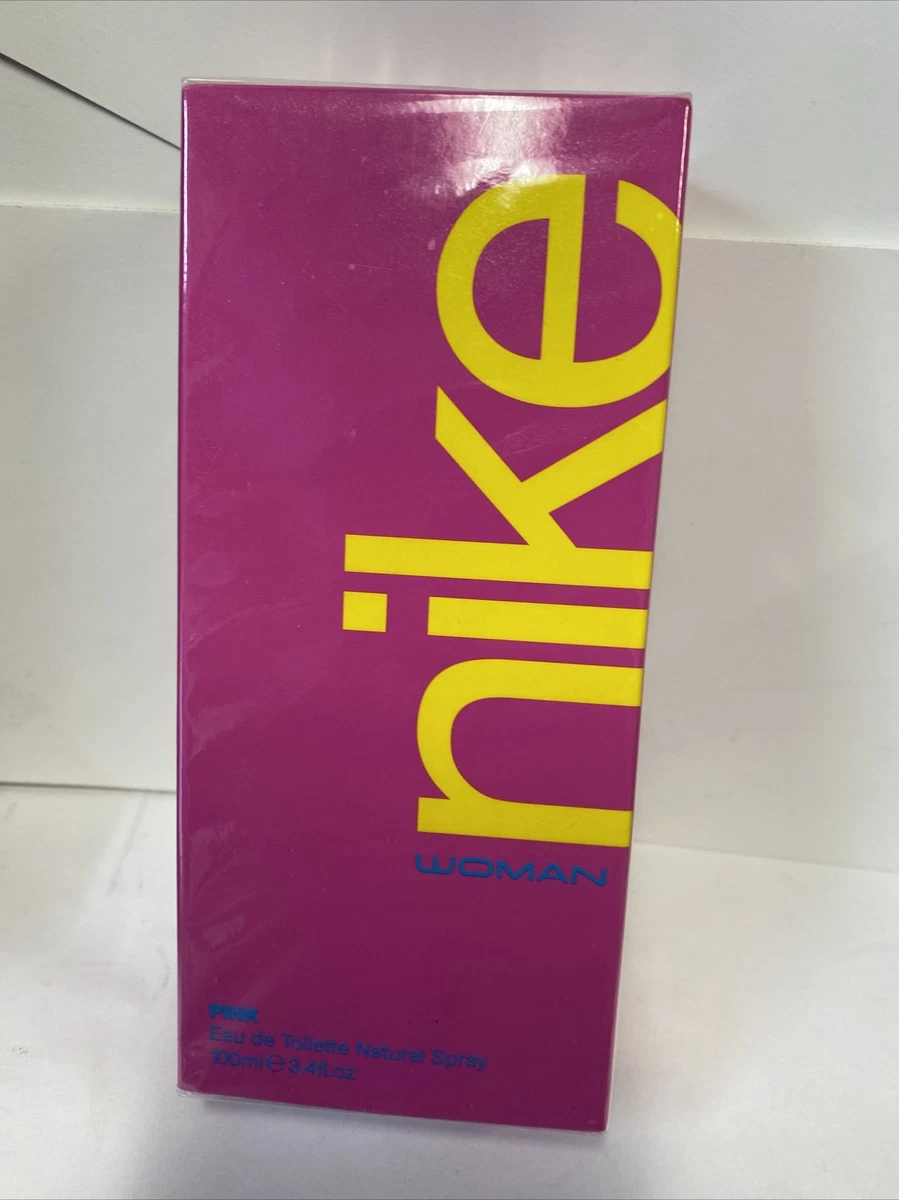 nike
WOMAN
PINK
Eau de Toilette Natural Spray
100ml ℮ 3.4fl.oz